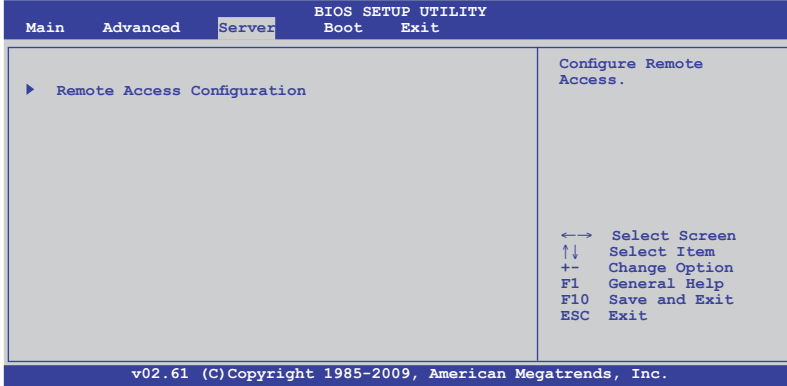 BIOS SETUP UTILITY
Main Advanced Server Boot Exit
Remote Access Configuration
Configure Remote
Access.
←→ Select Screen
↑↓ Select Item
+- Change Option
F1 General Help
F10 Save and Exit
ESC Exit
v02.61 (C)Copyright 1985-2009, American Megatrends, Inc.